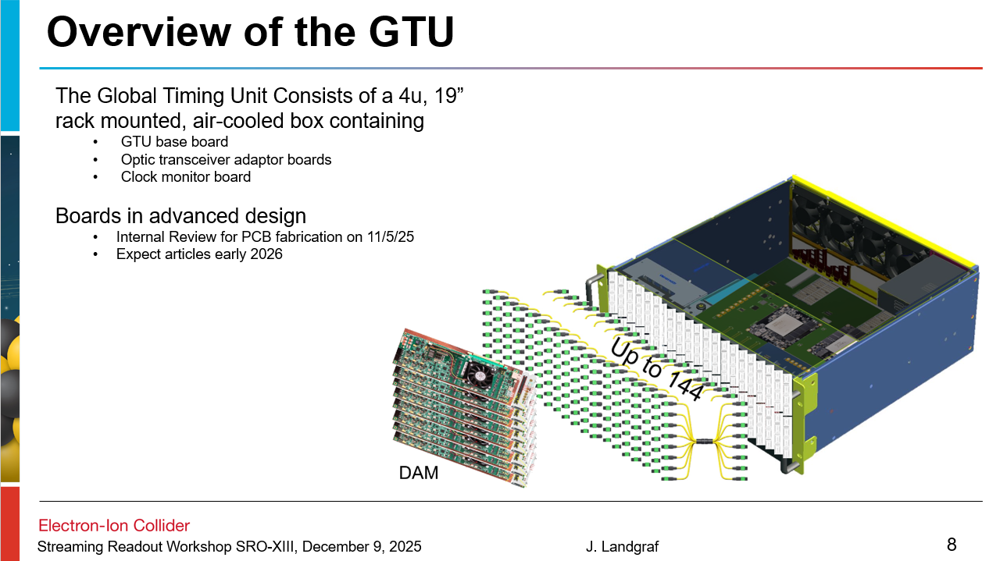 Overview of the GTU
The Global Timing Unit Consists of a 4u, 19”
rack mounted, air-cooled box containing
• GTU base board
• Optic transceiver adaptor boards
• Clock monitor board
Boards in advanced design
• Internal Review for PCB fabrication on 11/5/25
• Expect articles early 2026
Up to 144
DAM
Electron-Ion Collider
Streaming Readout Workshop SRO-XIII, December 9, 2025
J. Landgraf
8